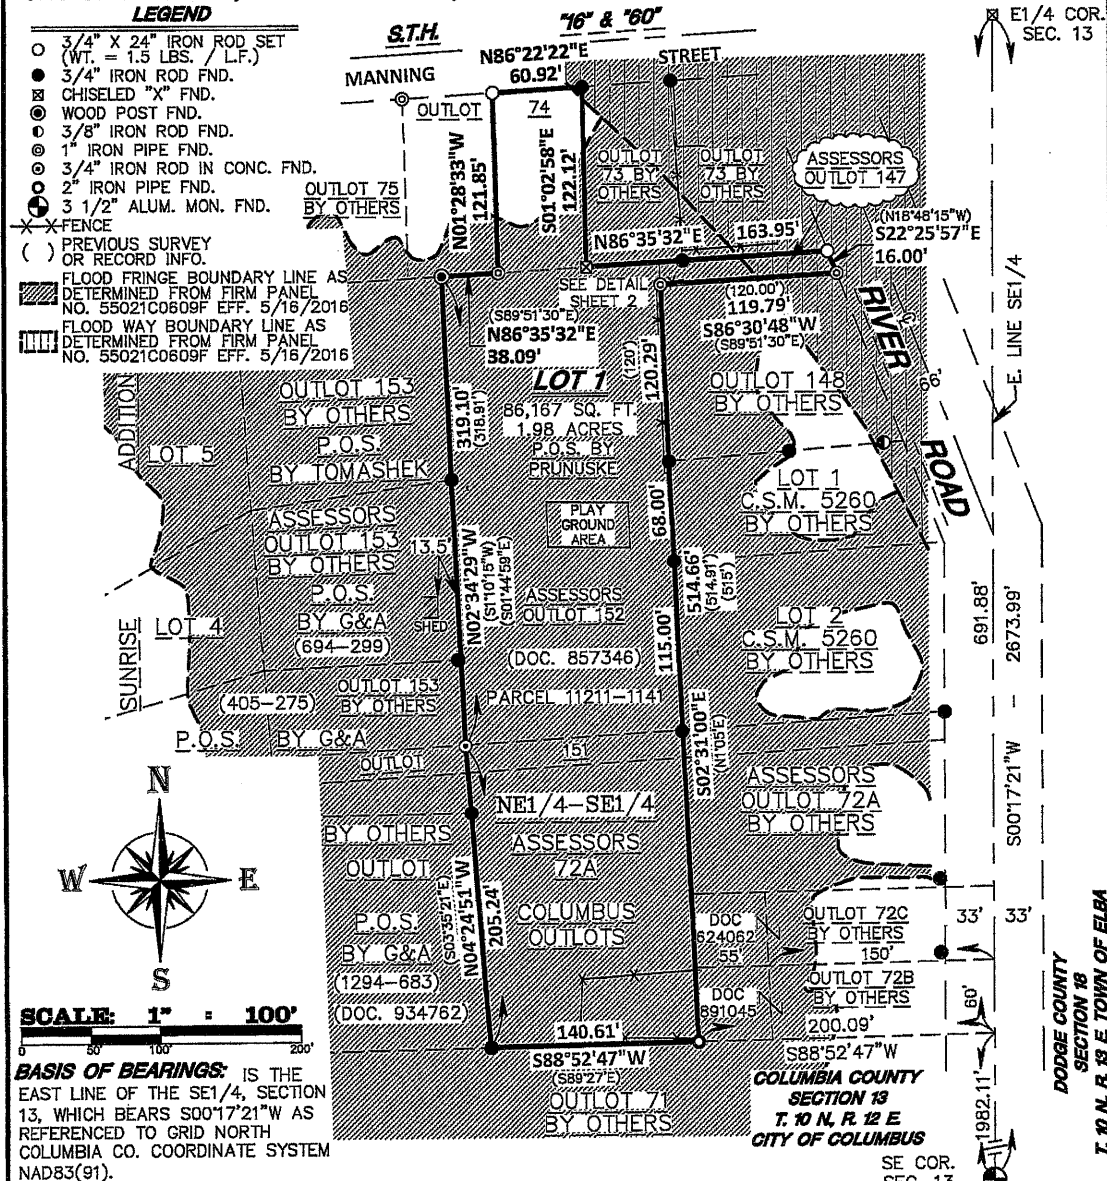 LEGEND
3/4" X 24" IRON ROD SET
(WT. = 1.5 LBS. / L.F.)
3/4" IRON ROD FND.
CHISELED "X" FND.
WOOD POST FND.
3/8" IRON ROD FND.
1" IRON PIPE FND.
3/4" IRON ROD IN CONC. FND.
2" IRON PIPE FND.
3 1/2" ALUM. MON. FND.
FENCE
( ) PREVIOUS SURVEY
OR RECORD INFO.
FLOOD FRINGE BOUNDARY LINE AS
DETERMINED FROM FIRM PANEL
NO. 55021C0609F EFF. 5/16/2016
FLOOD WAY BOUNDARY LINE AS
DETERMINED FROM FIRM PANEL
NO. 55021C0609F EFF. 5/16/2016
S.T.H. "16" & "60"
MANNING STREET
N86°22'22"E
60.92'
E1/4 COR.
SEC. 13
OUTLOT 74
OUTLOT 75
BY OTHERS
N01°28'33"W
121.85'
S01°02'58"E
122.12'
OUTLOT
73 BY
OTHERS
OUTLOT
73 BY
OTHERS
ASSESSORS
OUTLOT 147
(N18°48'15"W)
S22°25'57"E
16.00'
N86°35'32"E 163.95'
SEE DETAIL
SHEET 2
(120.00')
119.79'
S86°30'48"W
(S89°51'30"E)
(S89°51'30"E)
N86°35'32"E
38.09'
RIVER ROAD
66'
E. LINE SE1/4
LOT 1
86,167 SQ. FT.
1.98 ACRES
P.O.S. BY
PRUNUSKE
120.29'
(120')
319.10'
(318.91')
OUTLOT 148
BY OTHERS
OUTLOT 153
BY OTHERS
P.O.S.
BY TOMASHEK
ADDITION
LOT 5
LOT 1
C.S.M. 5260
BY OTHERS
PLAY
GROUND
AREA
68.00'
ASSESSORS
OUTLOT 153
BY OTHERS
P.O.S.
BY G&A
(694-299)
13.5'
SHED
N02°34'29"W
(S1°10'15"W)
(S01°44'59"E)
514.66'
(514.91')
(515')
ASSESSORS
OUTLOT 152
(DOC. 857346)
PARCEL 11211-1141
115.00'
LOT 2
C.S.M. 5260
BY OTHERS
691.88'
2673.99'
S00°17'21"W
SUNRISE
LOT 4
(405-275)
P.O.S. BY G&A
OUTLOT 153
BY OTHERS
S02°31'00"E
(N1°05'E)
OUTLOT 151
BY OTHERS
NE1/4-SE1/4
ASSESSORS
72A
COLUMBUS
OUTLOTS
ASSESSORS
OUTLOT 72A
BY OTHERS
OUTLOT
P.O.S.
BY G&A
(1294-683)
(DOC. 934762)
(S03°35'21"E)
N04°24'51"W
205.24'
DOC
624062
55'
DOC
891045
OUTLOT 72C
BY OTHERS
150'
OUTLOT 72B
BY OTHERS
200.09'
S88°52'47"W
33' 33'
60'
1982.11'
N
W E
S
SCALE: 1" = 100'
0' 50' 100' 200'
140.61'
S88°52'47"W
(S89°27'E)
OUTLOT 71
BY OTHERS
BASIS OF BEARINGS: IS THE
EAST LINE OF THE SE1/4, SECTION
13, WHICH BEARS S00°17'21"W AS
REFERENCED TO GRID NORTH
COLUMBIA CO. COORDINATE SYSTEM
NAD83(91).
COLUMBIA COUNTY
SECTION 13
T. 10 N., R. 12 E.
CITY OF COLUMBUS
DODGE COUNTY
SECTION 18
T. 10 N., R. 13 E. TOWN OF ELBA
SE COR.
SEC. 13